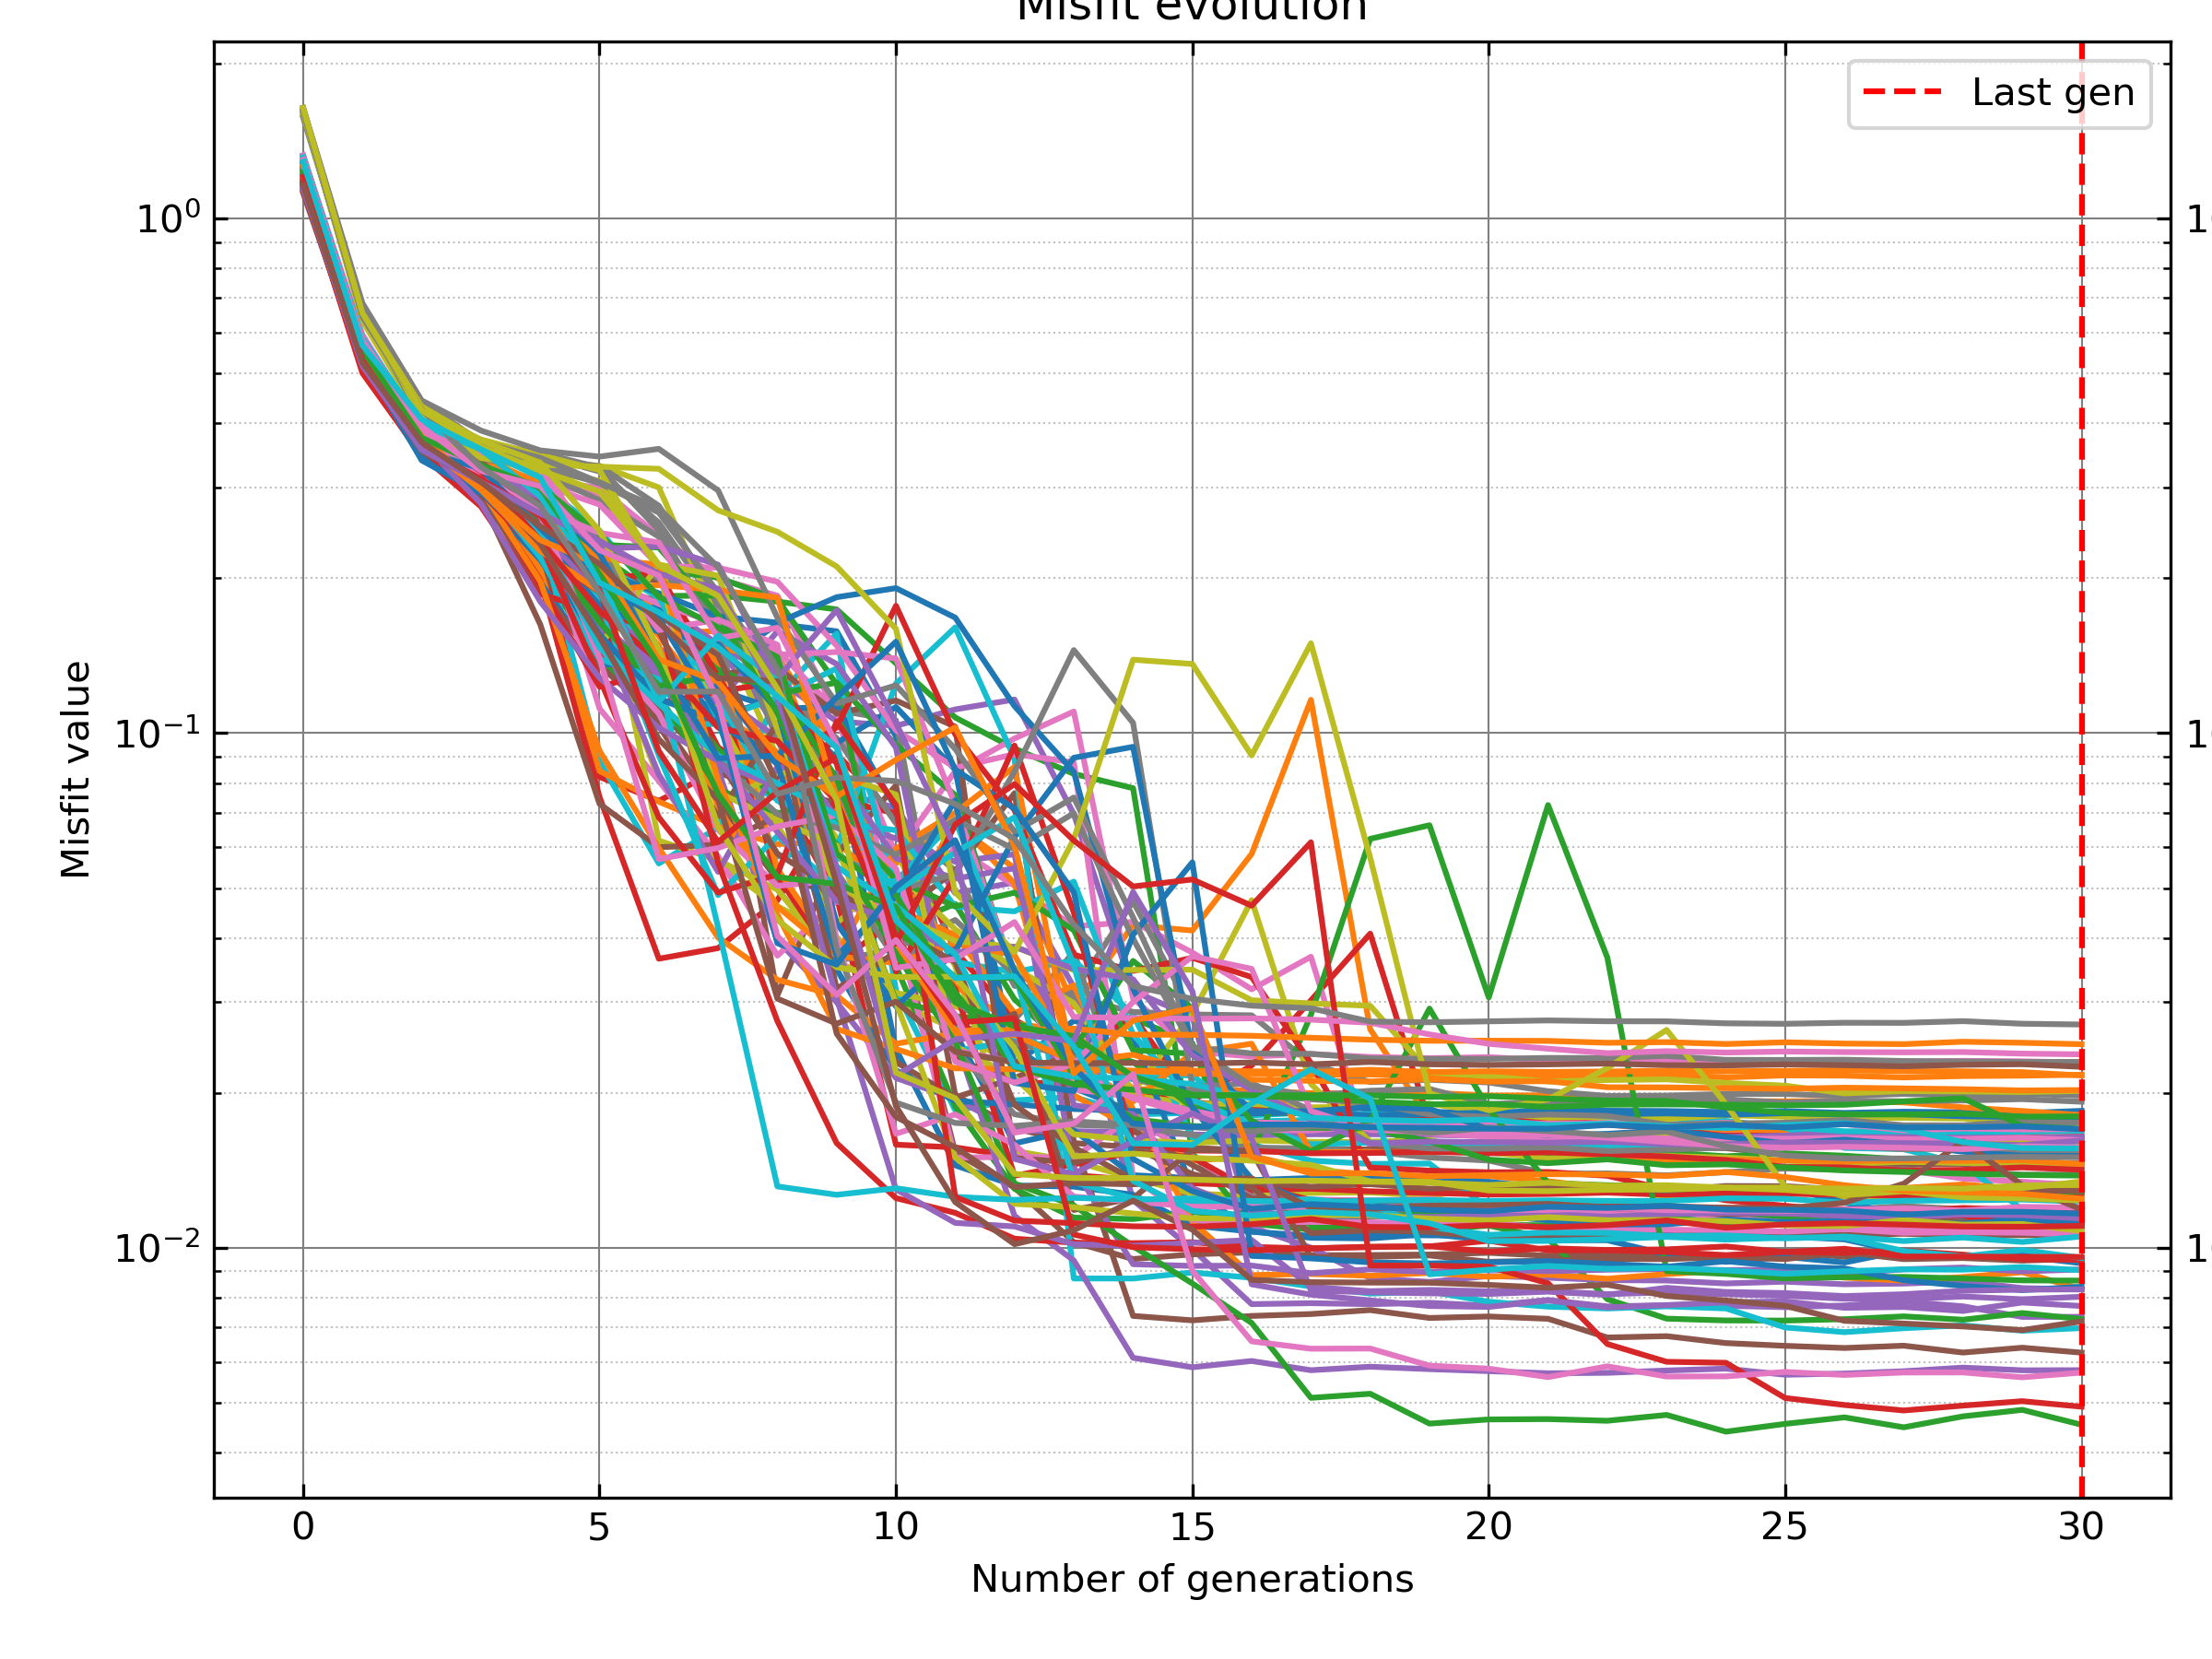 Misfit evolution
Last gen
10⁰
10⁻¹
10⁻²
Misfit value
0 5 10 15 20 25 30
Number of generations